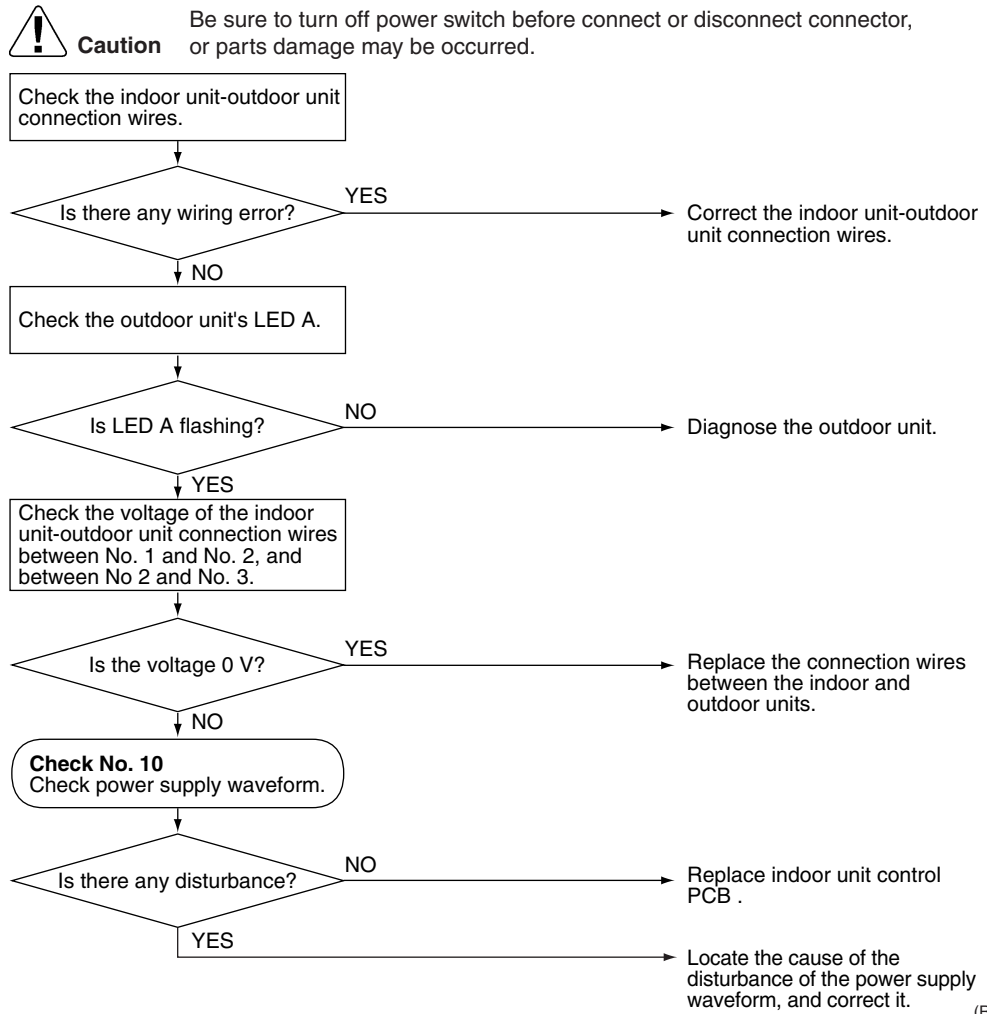 Be sure to turn off power switch before connect or disconnect connector,
Caution or parts damage may be occurred.
Check the indoor unit-outdoor unit
connection wires.
YES
Is there any wiring error?
Correct the indoor unit-outdoor
unit connection wires.
NO
Check the outdoor unit's LED A.
NO
Is LED A flashing?
Diagnose the outdoor unit.
YES
Check the voltage of the indoor
unit-outdoor unit connection wires
between No. 1 and No. 2, and
between No 2 and No. 3.
YES
Is the voltage 0 V?
Replace the connection wires
between the indoor and
outdoor units.
NO
Check No. 10
Check power supply waveform.
NO
Is there any disturbance?
Replace indoor unit control
PCB .
YES
Locate the cause of the
disturbance of the power supply
waveform, and correct it.